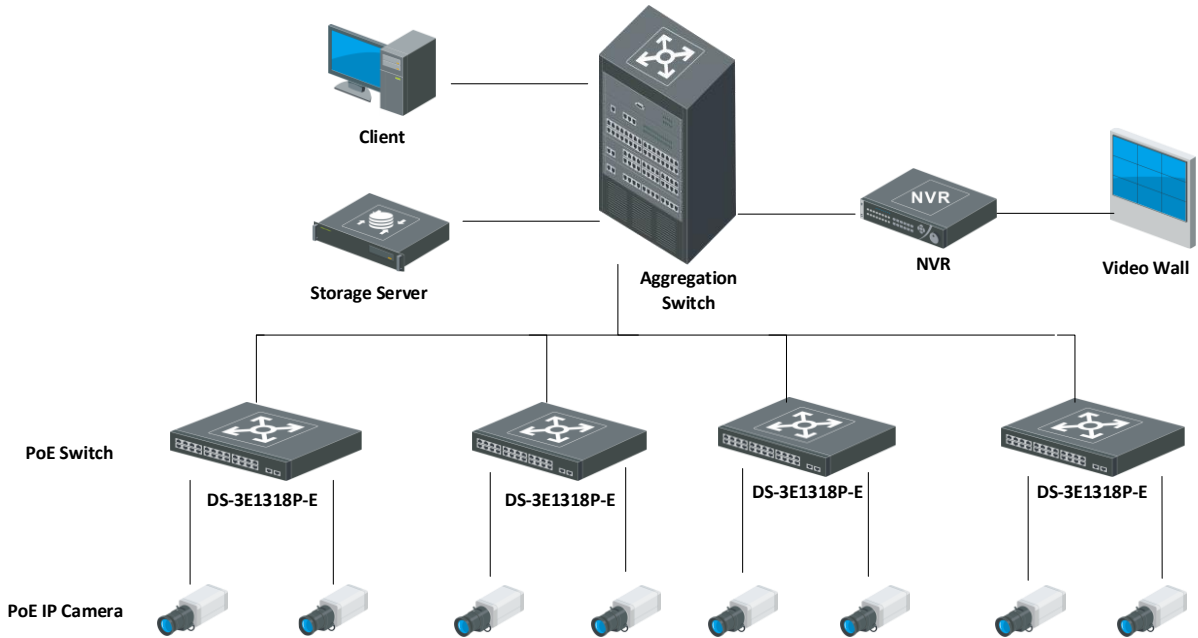 Client
NVR
Storage Server
Aggregation
Switch
NVR
Video Wall
PoE Switch
DS-3E1318P-E
DS-3E1318P-E
DS-3E1318P-E
DS-3E1318P-E
PoE IP Camera